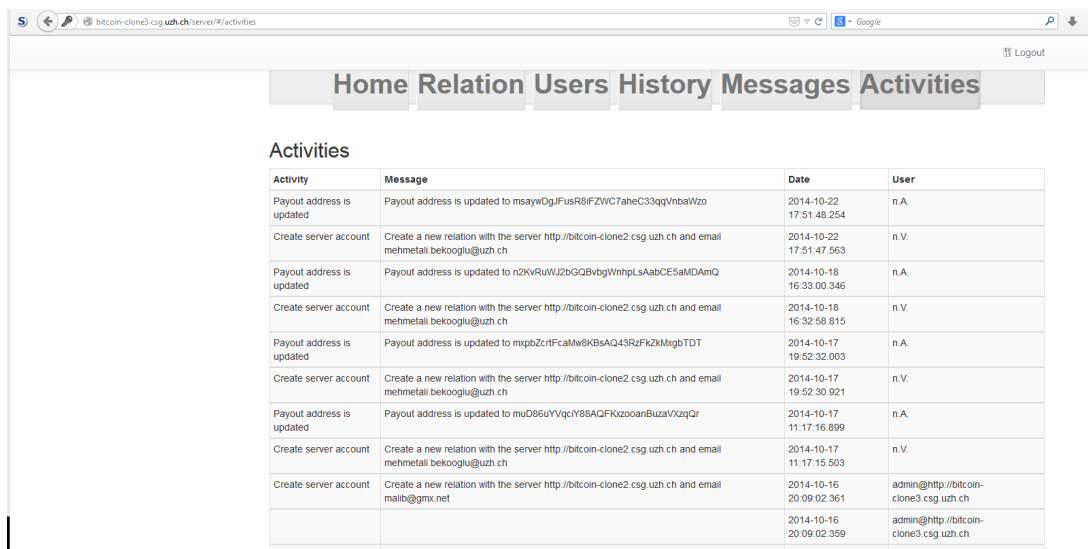 S
bitcoin-clone3.csg.uzh.ch/server/#/activities
Google
Logout
Home Relation Users History Messages Activities
Activities
Activity Message Date User
Payout address is Payout address is updated to msaywDgJFusR8iFZWC7aheC33qqVnbaWzo 2014-10-22 n.A.
updated 17:51:48.254
Create server account Create a new relation with the server http://bitcoin-clone2.csg.uzh.ch and email 2014-10-22 n.V.
mehmetali.bekooglu@uzh.ch 17:51:47.563
Payout address is Payout address is updated to n2KvRuWJ2bGQBvbgWnhpLsAabCE5aMDAmQ 2014-10-18 n.A.
updated 16:33:00.346
Create server account Create a new relation with the server http://bitcoin-clone2.csg.uzh.ch and email 2014-10-18 n.V.
mehmetali.bekooglu@uzh.ch 16:32:58.815
Payout address is Payout address is updated to mxpbZcrtFcaMw8KBsAQ43RzFkZkMxgbTDT 2014-10-17 n.A.
updated 19:52:32.003
Create server account Create a new relation with the server http://bitcoin-clone2.csg.uzh.ch and email 2014-10-17 n.V.
mehmetali.bekooglu@uzh.ch 19:52:30.921
Payout address is Payout address is updated to muD86uYVqciY88AQFKxzooanBuzaVXzqQr 2014-10-17 n.A.
updated 11:17:16.899
Create server account Create a new relation with the server http://bitcoin-clone2.csg.uzh.ch and email 2014-10-17 n.V.
mehmetali.bekooglu@uzh.ch 11:17:15.503
Create server account Create a new relation with the server http://bitcoin-clone2.csg.uzh.ch and email 2014-10-16 admin@http://bitcoin-
malib@gmx.net 20:09:02.361 clone3.csg.uzh.ch
2014-10-16 admin@http://bitcoin-
20:09:02.359 clone3.csg.uzh.ch